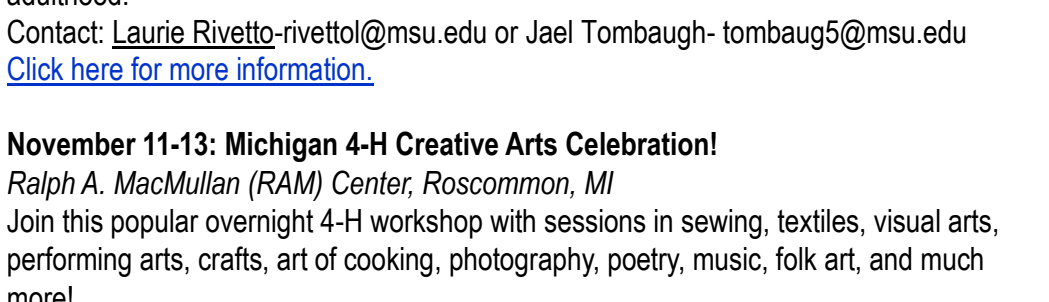 adulthood.
Contact: Laurie Rivetto-rivettol@msu.edu or Jael Tombaugh- tombaug5@msu.edu
Click here for more information.
November 11-13: Michigan 4-H Creative Arts Celebration!
Ralph A. MacMullan (RAM) Center, Roscommon, MI
Join this popular overnight 4-H workshop with sessions in sewing, textiles, visual arts,
performing arts, crafts, art of cooking, photography, poetry, music, folk art, and much
more!